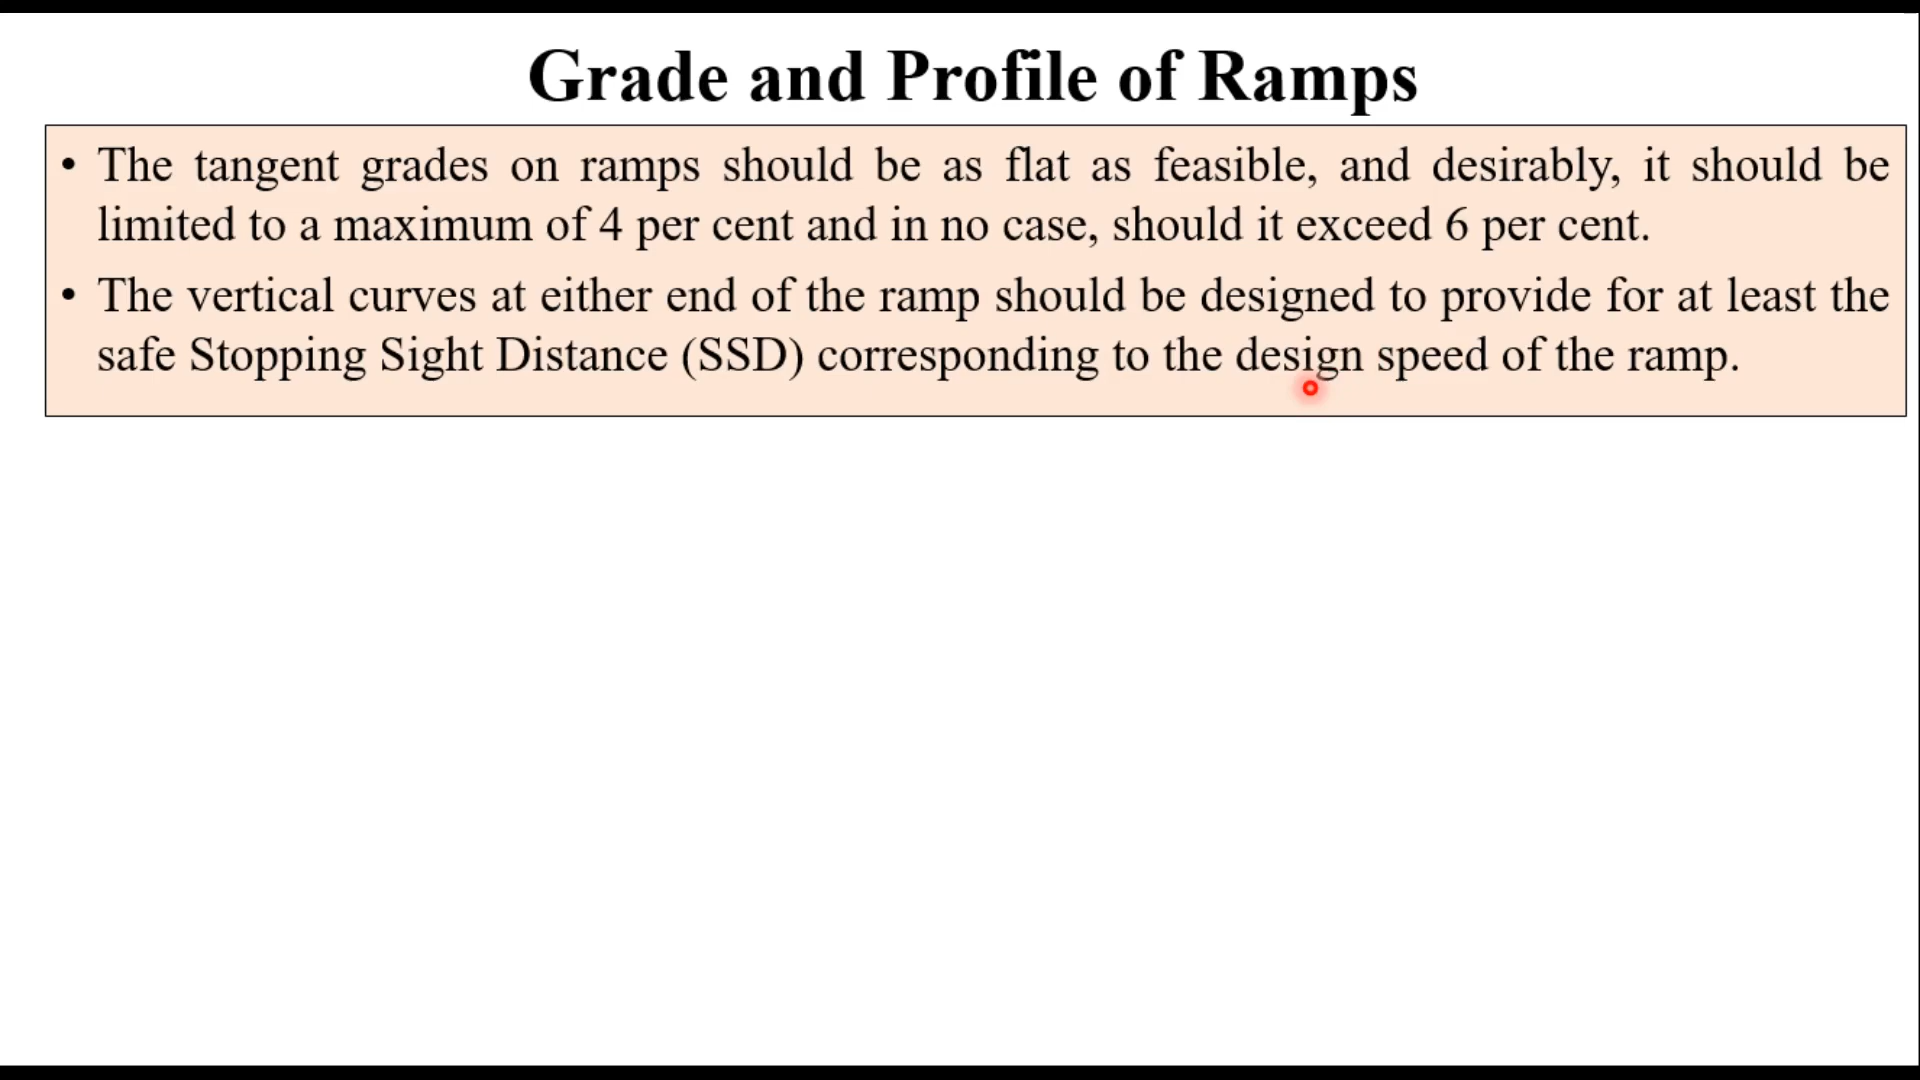 Grade and Profile of Ramps
• The tangent grades on ramps should be as flat as feasible, and desirably, it should be
limited to a maximum of 4 per cent and in no case, should it exceed 6 per cent.
• The vertical curves at either end of the ramp should be designed to provide for at least the
safe Stopping Sight Distance (SSD) corresponding to the design speed of the ramp.